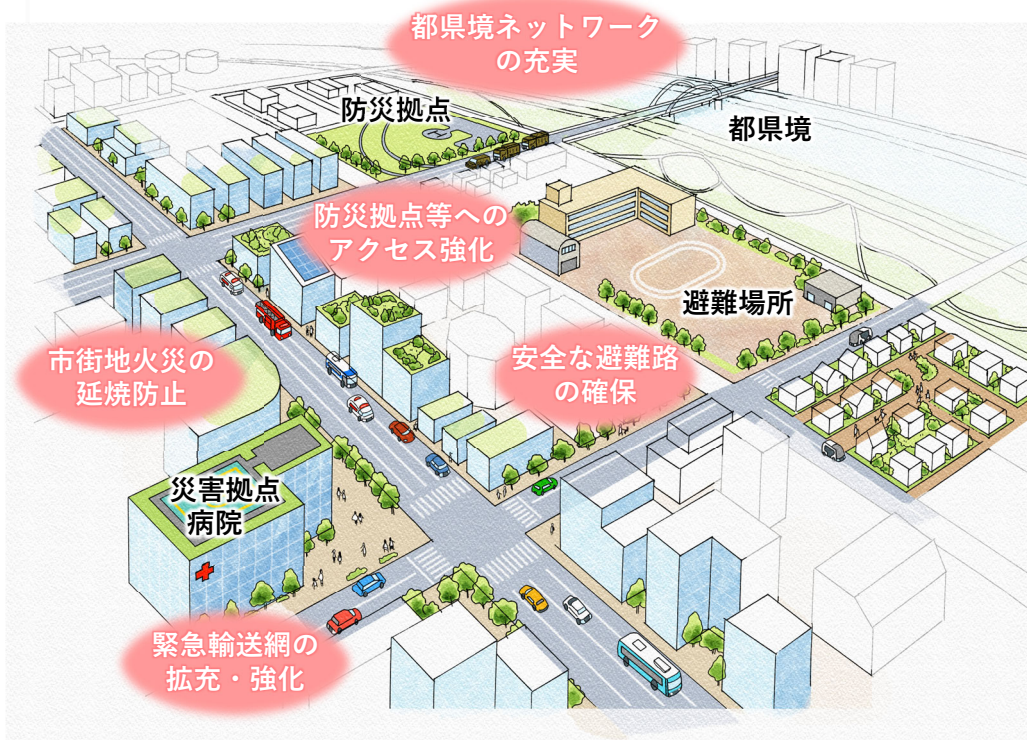 都県境ネットワーク
の充実
防災拠点
都県境
防災拠点等への
アクセス強化
避難場所
市街地火災の
延焼防止
安全な避難路
の確保
災害拠点
病院
緊急輸送網の
拡充・強化